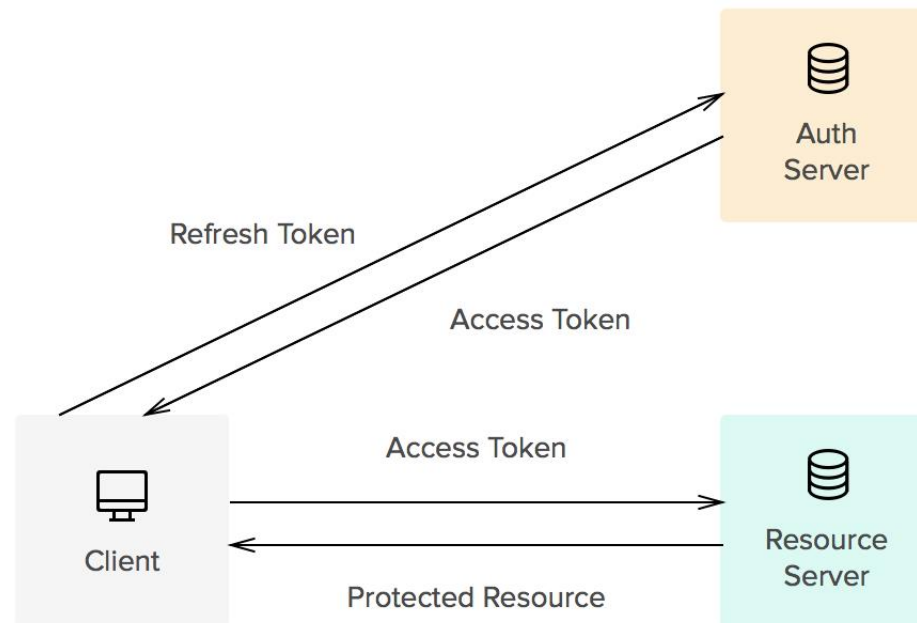 Auth
Server
Refresh Token
Access Token
Access Token
Client
Resource
Server
Protected Resource